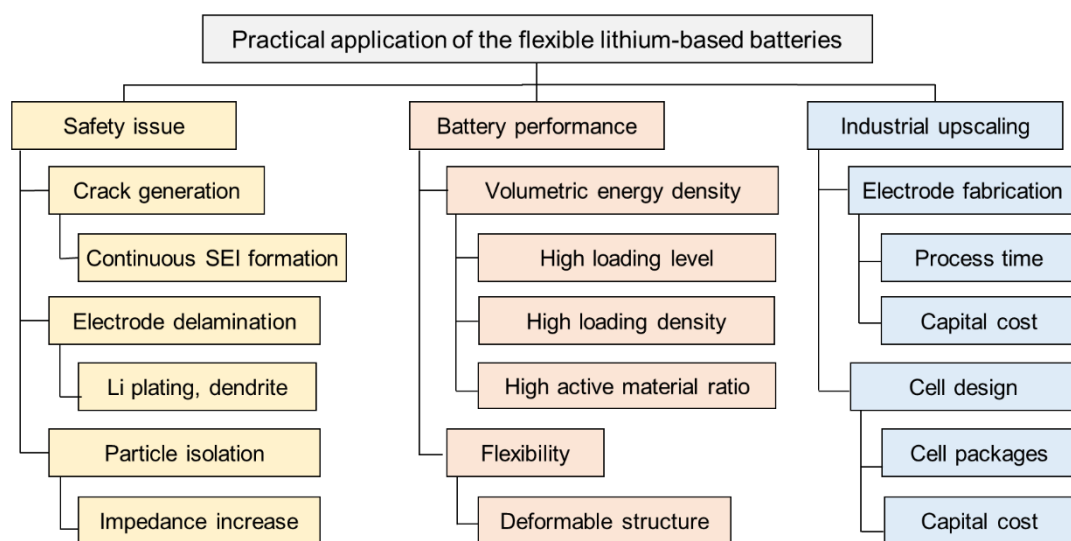 Practical application of the flexible lithium-based batteries
Safety issue
Crack generation
Continuous SEI formation
Electrode delamination
Li plating, dendrite
Particle isolation
Impedance increase
Battery performance
Volumetric energy density
High loading level
High loading density
High active material ratio
Flexibility
Deformable structure
Industrial upscaling
Electrode fabrication
Process time
Capital cost
Cell design
Cell packages
Capital cost